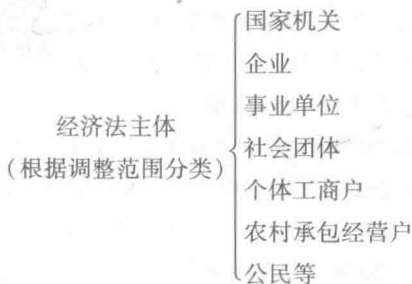 经济法主体
(根据调整范围分类)
国家机关
企业
事业单位
社会团体
个体工商户
农村承包经营户
公民等